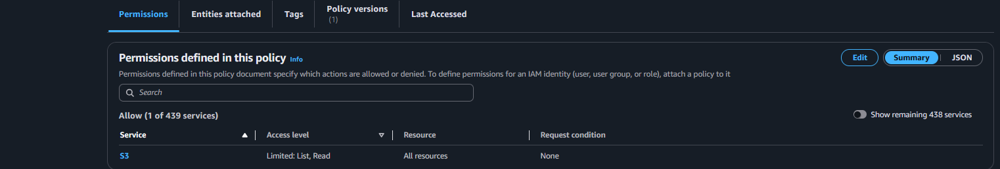 Permissions
Entities attached
Tags
Policy versions
(1)
Last Accessed
Permissions defined in this policy Info
Edit
Summary
JSON
Permissions defined in this policy document specify which actions are allowed or denied. To define permissions for an IAM identity (user, user group, or role), attach a policy to it
Search
Allow (1 of 439 services)
Show remaining 438 services
Service
Access level
Resource
Request condition
S3
Limited: List, Read
All resources
None